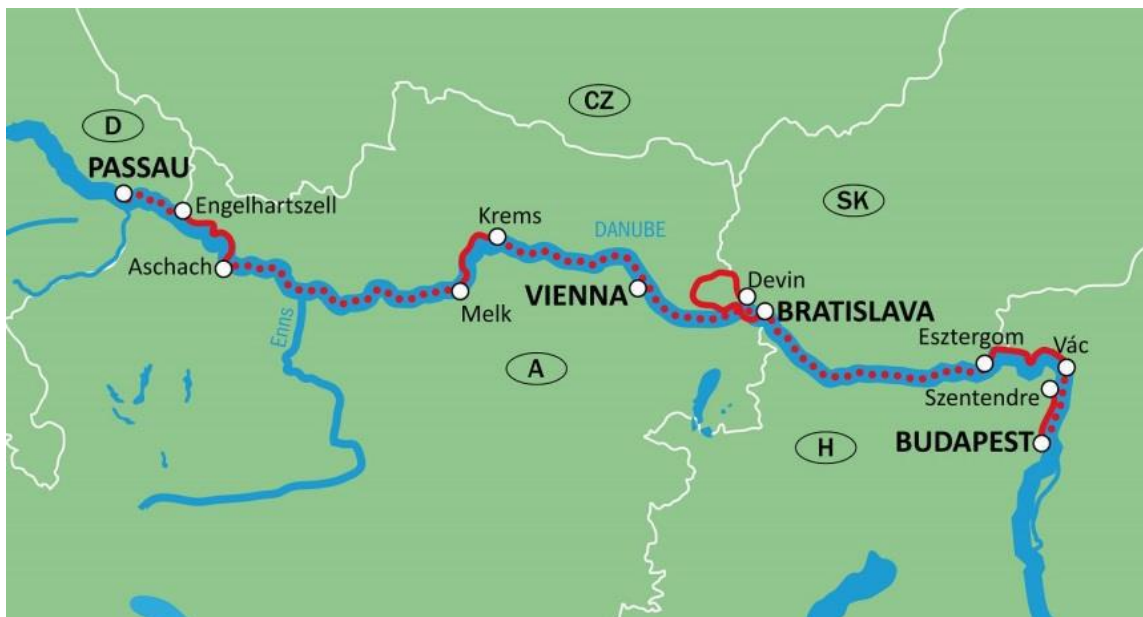 CZ
D
PASSAU
Engelhartszell
SK
Krems
DANUBE
Aschach
Devin
VIENNA
BRATISLAVA
Melk
Enns
Esztergom
Vác
A
Szentendre
BUDAPEST
H